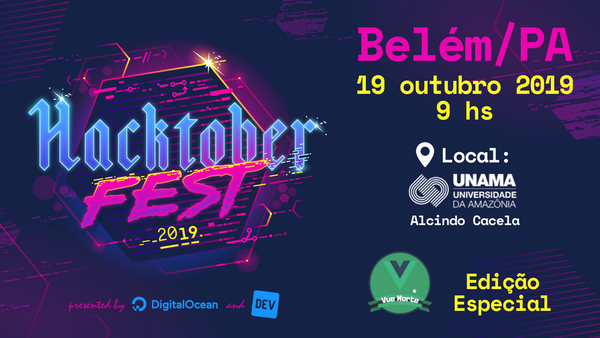 Hacktober
FEST
2019
presented by DigitalOcean and DEV
Belém/PA
19 outubro 2019
9 hs
Local:
UNAMA
UNIVERSIDADE
DA AMAZÔNIA
Alcindo Cacela
Vue Norte
Edição
Especial